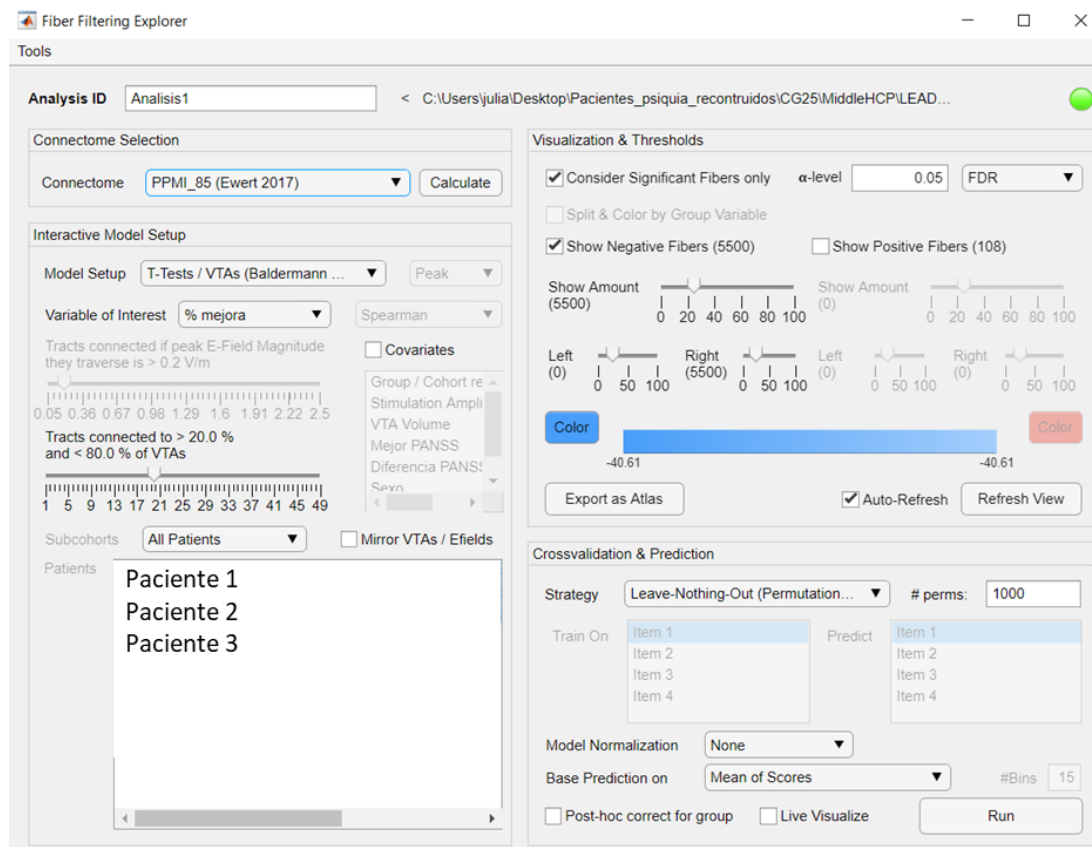 Fiber Filtering Explorer
Tools
Analysis ID Analisis1 < C:\Users\julia\Desktop\Pacientes_psiquia_recontruidos\CG25\MiddleHCP\LEAD...
Connectome Selection
Connectome PPMI_85 (Ewert 2017) Calculate
Interactive Model Setup
Model Setup T-Tests / VTAs (Baldermann ... Peak
Variable of Interest % mejora Spearman
Tracts connected if peak E-Field Magnitude
they traverse is > 0.2 V/m
0.05 0.36 0.67 0.98 1.29 1.6 1.91 2.22 2.5
Tracts connected to > 20.0 %
and < 80.0 % of VTAs
1 5 9 13 17 21 25 29 33 37 41 45 49
Covariates
Group / Cohort re
Stimulation Ampli
VTA Volume
Mejor PANSS
Diferencia PANSS
Sexo
Subcohorts All Patients Mirror VTAs / Efields
Patients
Paciente 1
Paciente 2
Paciente 3
Visualization & Thresholds
Consider Significant Fibers only α-level 0.05 FDR
Split & Color by Group Variable
Show Negative Fibers (5500) Show Positive Fibers (108)
Show Amount
(5500)
0 20 40 60 80 100
Show Amount
(0)
0 20 40 60 80 100
Left
(0)
0 50 100
Right
(5500)
0 50 100
Left
(0)
0 50 100
Right
(0)
0 50 100
Color Color
-40.61 -40.61
Export as Atlas Auto-Refresh Refresh View
Crossvalidation & Prediction
Strategy Leave-Nothing-Out (Permutation... # perms: 1000
Train On
Item 1
Item 2
Item 3
Item 4
Predict
Item 1
Item 2
Item 3
Item 4
Model Normalization None
Base Prediction on Mean of Scores #Bins 15
Post-hoc correct for group Live Visualize Run